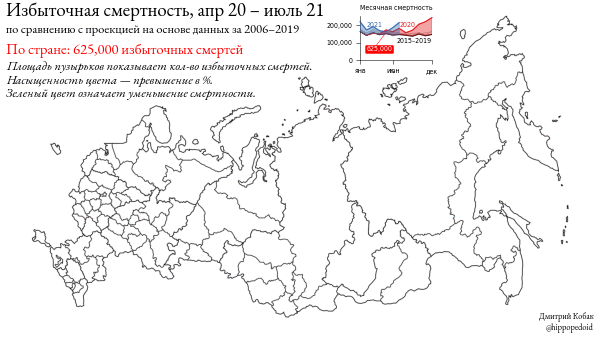 Избыточная смертность, апр 20 – июль 21
по сравнению с проекцией на основе данных за 2006–2019
По стране: 625,000 избыточных смертей
Площадь пузырьков показывает кол-во избыточных смертей.
Насыщенность цвета — превышение в %.
Зеленый цвет означает уменьшение смертности.
Месячная смертность
200,000
100,000
0
2021
2020
2015–2019
625,000
янв
июн
дек
Дмитрий Кобак
@hippopedoid